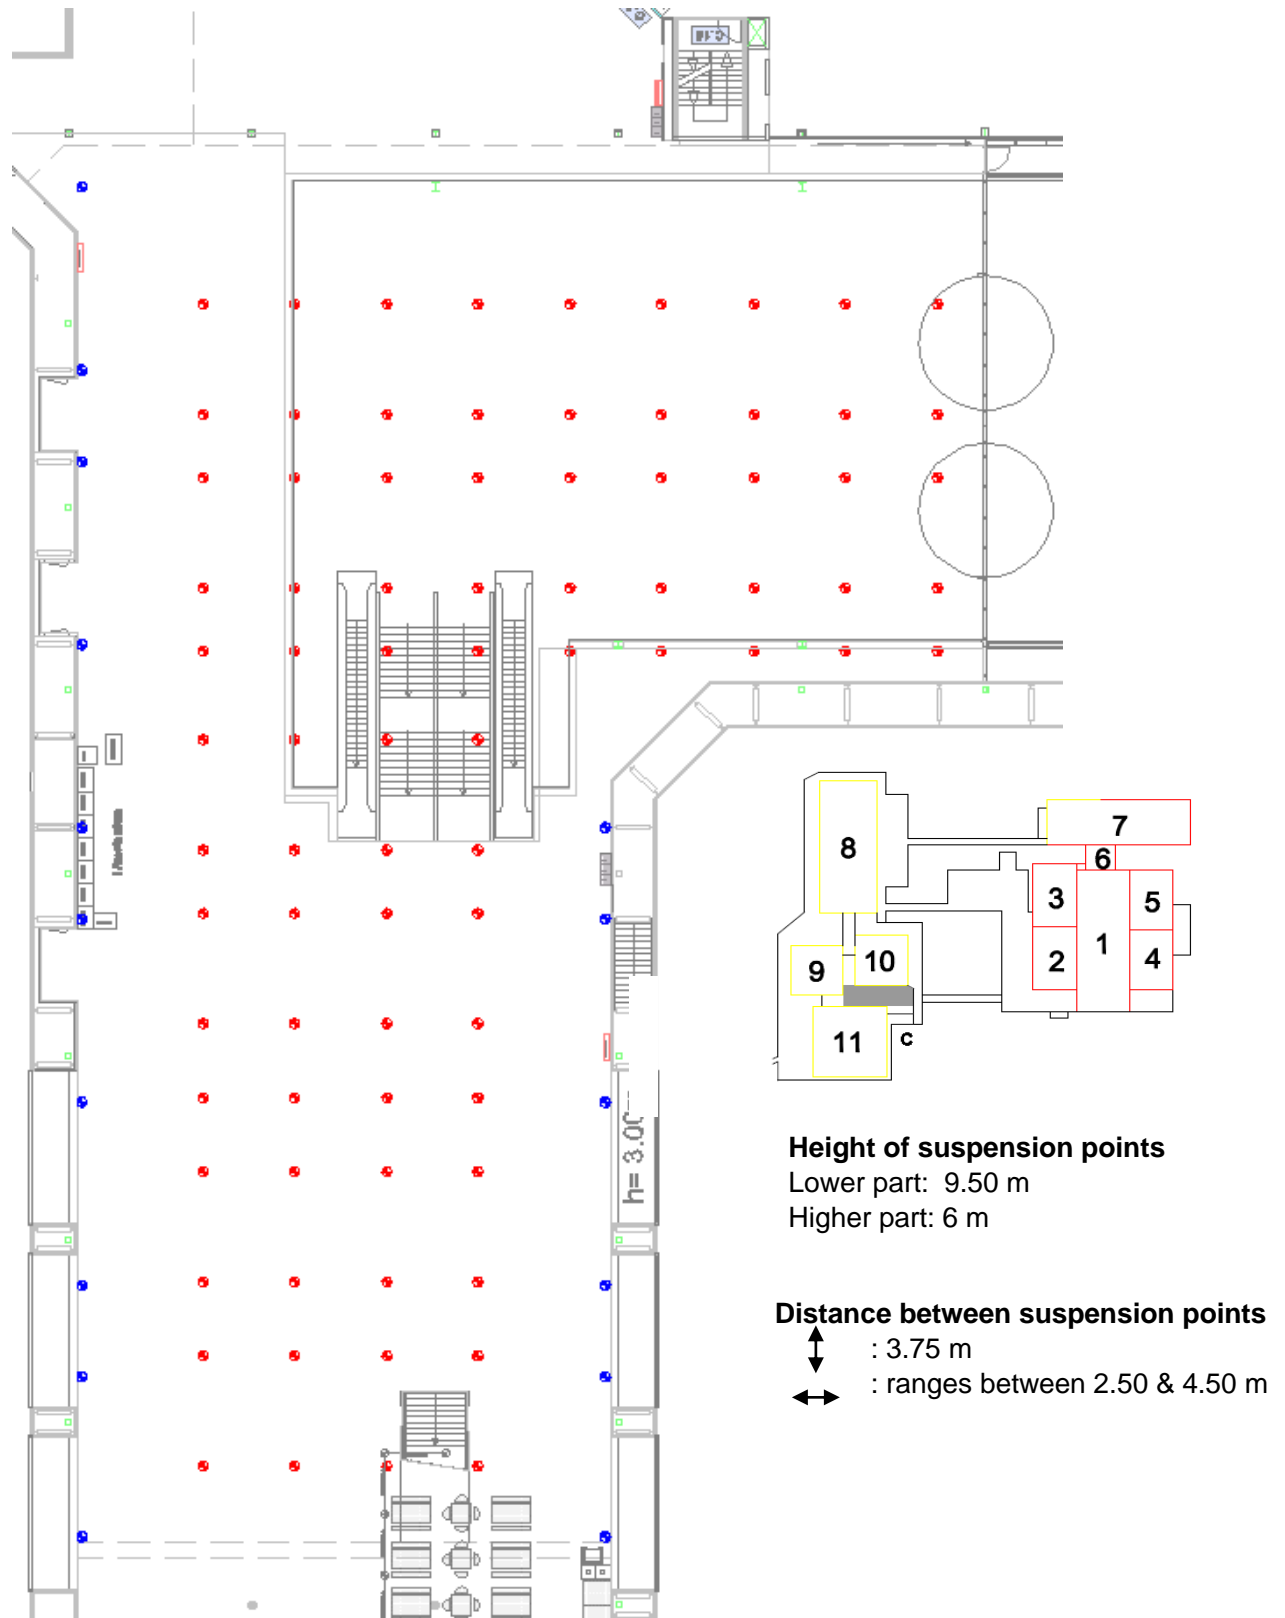 8
7
6
3
5
1
2
4
9
10
11
C
h= 3.00
Height of suspension points
Lower part: 9.50 m
Higher part: 6 m
Distance between suspension points
: 3.75 m
: ranges between 2.50 & 4.50 m